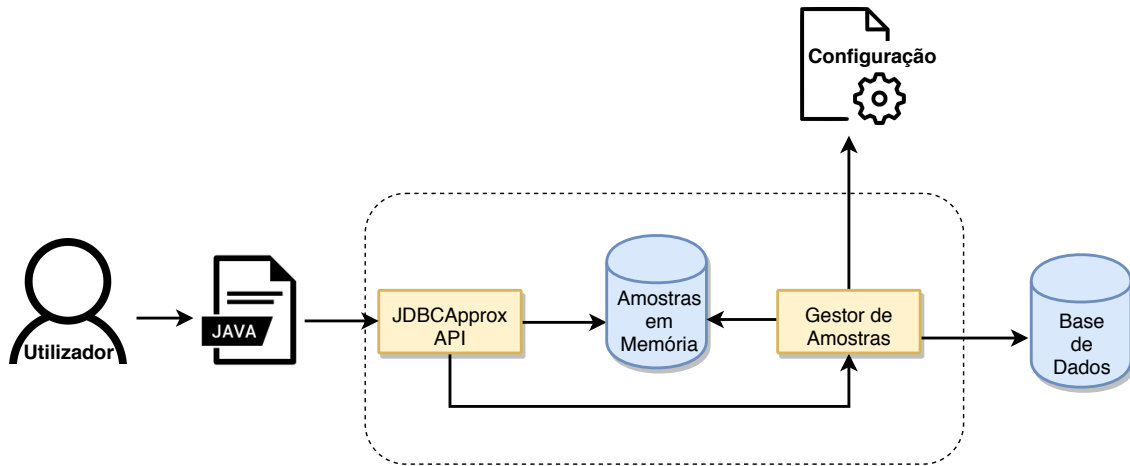 Configuração
Utilizador
JAVA
JDBCApprox
API
Amostras
em
Memória
Gestor de
Amostras
Base
de
Dados